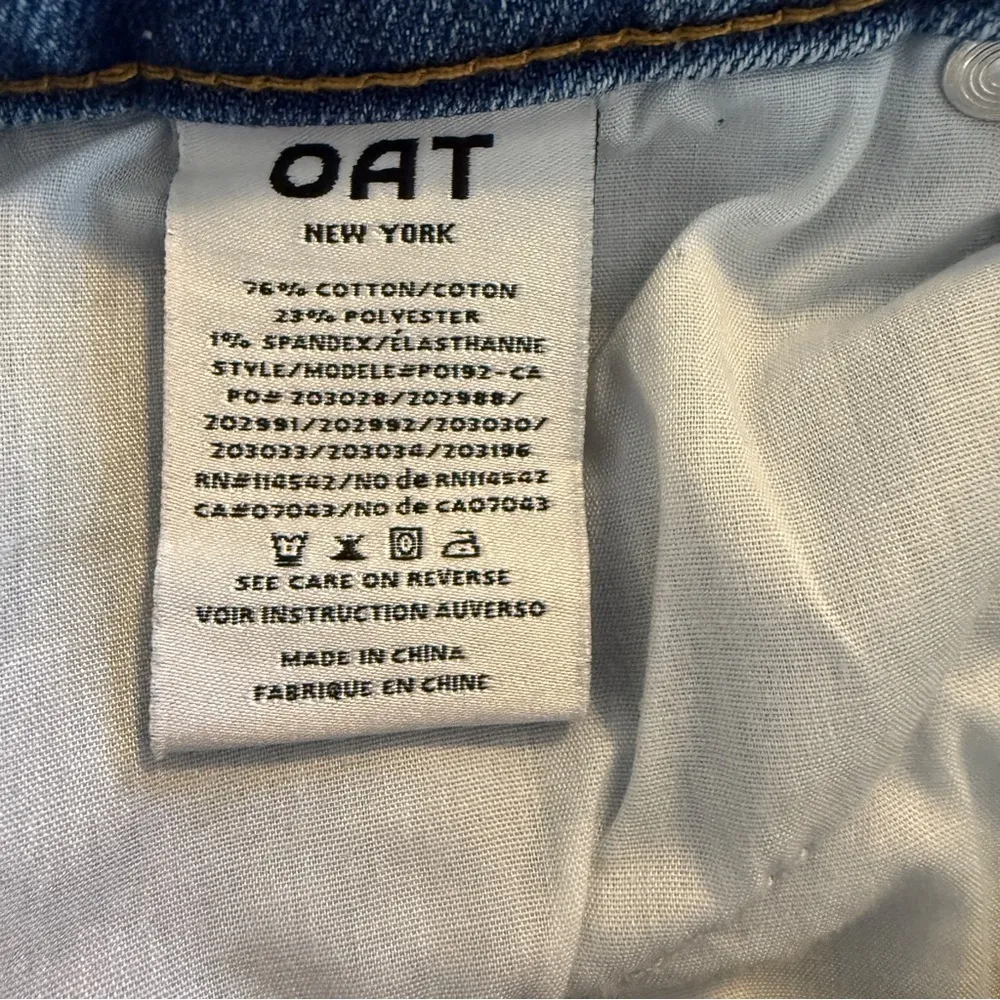 OAT
NEW YORK
76% COTTON/COTON
23% POLYESTER
1% SPANDEX/ÉLASTHANNE
STYLE/MODELE#P0192-CA
PO# 203028/202988/
202991/202992/203030/
203033/203034/203196
RN#114542/NO de RN114542
CA#07043/NO de CA07043
SEE CARE ON REVERSE
VOIR INSTRUCTION AUVERSO
MADE IN CHINA
FABRIQUE EN CHINE